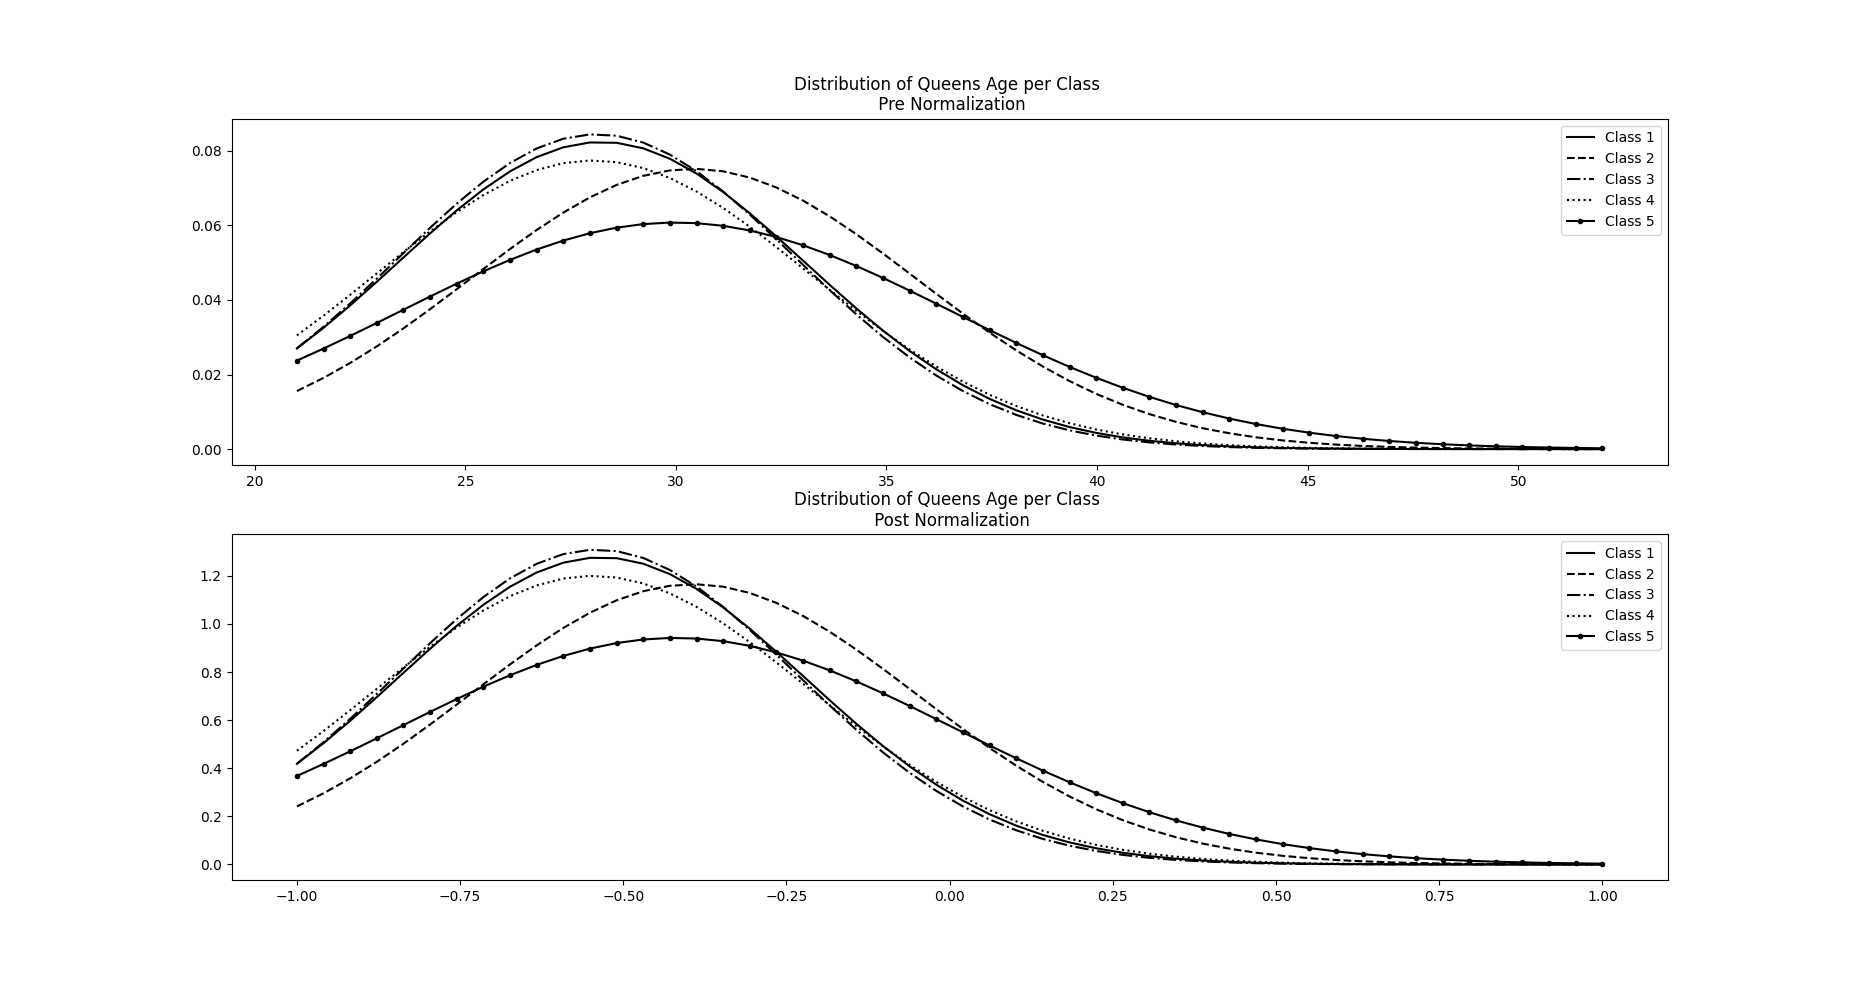 Distribution of Queens Age per Class
Pre Normalization
0.08
0.06
0.04
0.02
0.00
20 25 30 35 40 45 50
Class 1
Class 2
Class 3
Class 4
Class 5
Distribution of Queens Age per Class
Post Normalization
1.2
1.0
0.8
0.6
0.4
0.2
0.0
−1.00 −0.75 −0.50 −0.25 0.00 0.25 0.50 0.75 1.00
Class 1
Class 2
Class 3
Class 4
Class 5